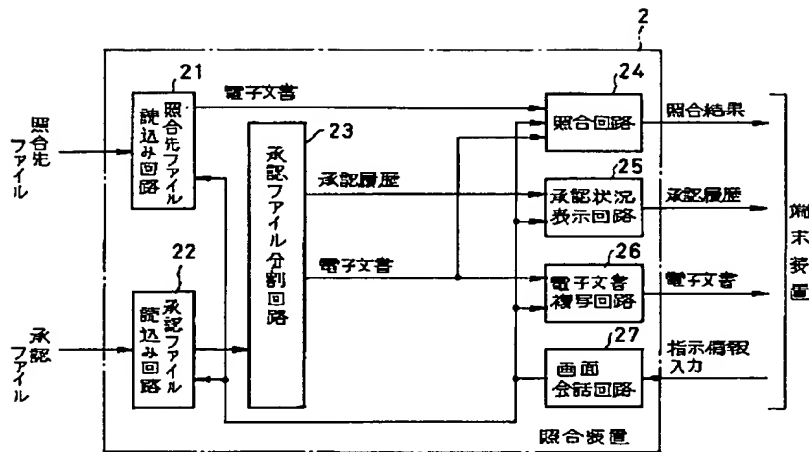 2
21
照合先ファイル
読込み回路
電子文書
24
照合回路
照合結果
照合先
ファイル
23
承認ファイル分割回路
承認履歴
25
承認状況
表示回路
承認履歴
端末装置
22
承認ファイル
読込み回路
電子文書
26
電子文書
複写回路
電子文書
承認
ファイル
27
画面
会話回路
指示情報
入力
照合装置